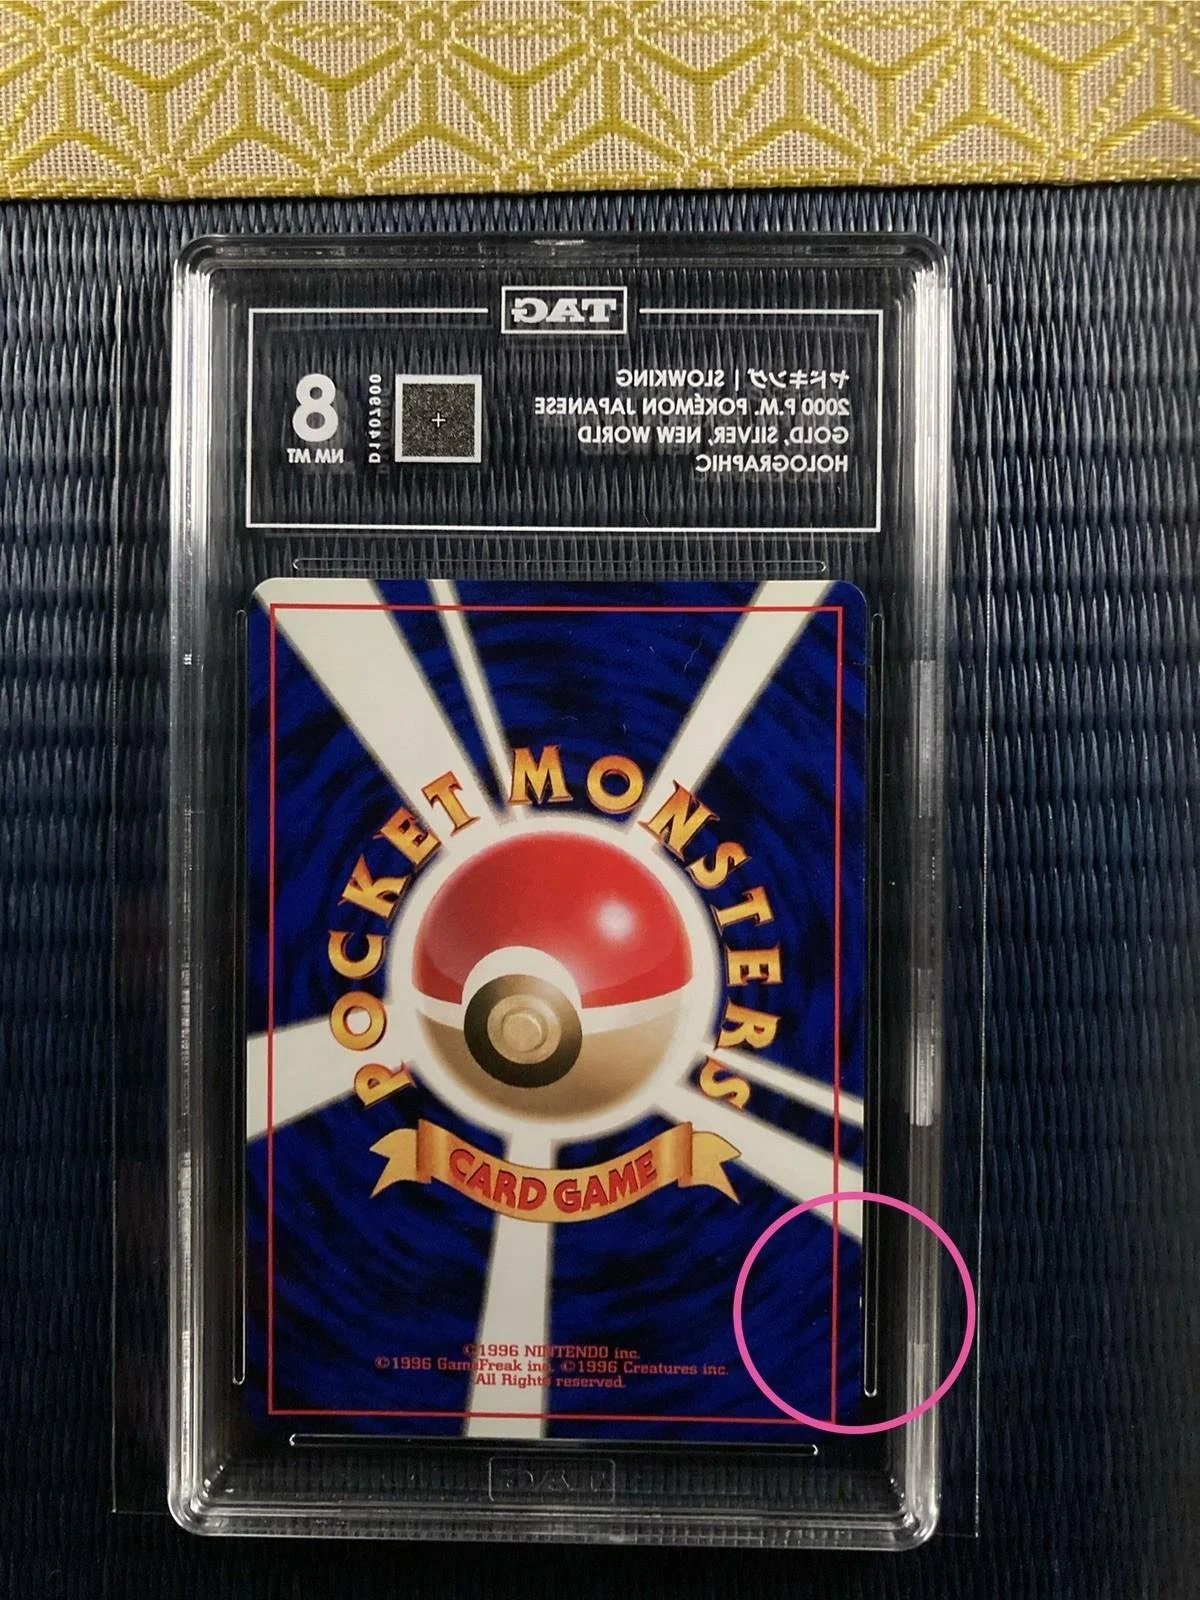 TAG
ヤドキング | SLOWKING
2000 P.M. POKÉMON JAPANESE
GOLD, SILVER, NEW WORLD
HOLOGRAPHIC
D1407900
8
NM MT
POCKET MONSTERS
CARD GAME
©1996 NINTENDO inc.
©1996 GameFreak inc. ©1996 Creatures inc.
All Rights reserved.
TAG